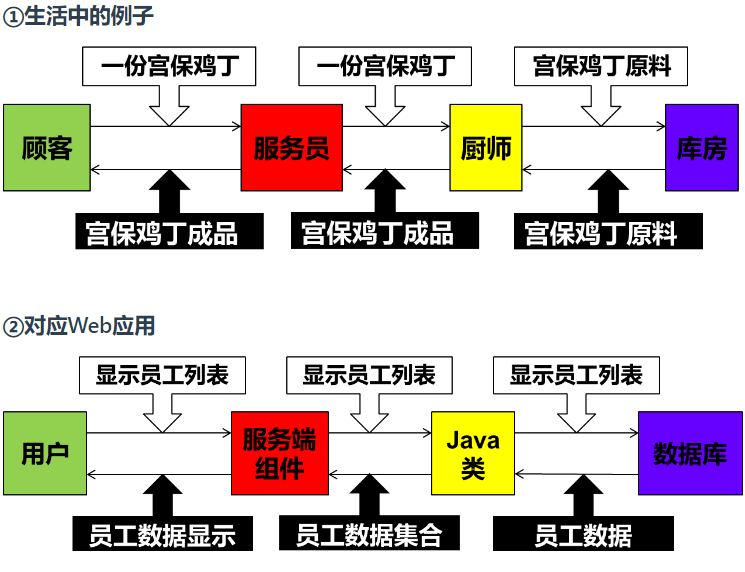 ①生活中的例子
一份宫保鸡丁
一份宫保鸡丁
宫保鸡丁原料
顾客
服务员
厨师
库房
宫保鸡丁成品
宫保鸡丁成品
宫保鸡丁原料
②对应Web应用
显示员工列表
显示员工列表
显示员工列表
用户
服务端
组件
Java
类
数据库
员工数据显示
员工数据集合
员工数据